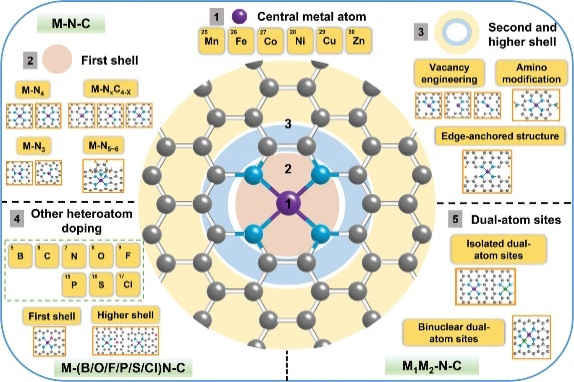 M-N-C
1 Central metal atom
25 Mn 26 Fe 27 Co 28 Ni 29 Cu 30 Zn
2 First shell
M-N4
M-NxC4-X
M-N3
M-N5~6
3 Second and
higher shell
Vacancy
engineering
Amino
modification
Edge-anchored structure
3
2
1
4 Other heteroatom
doping
5 B 6 C 7 N 8 O 9 F
15 P 16 S 17 Cl
First shell
Higher shell
M-(B/O/F/P/S/Cl)N-C
5 Dual-atom sites
Isolated dual-
atom sites
Binuclear dual-
atom sites
M1M2-N-C